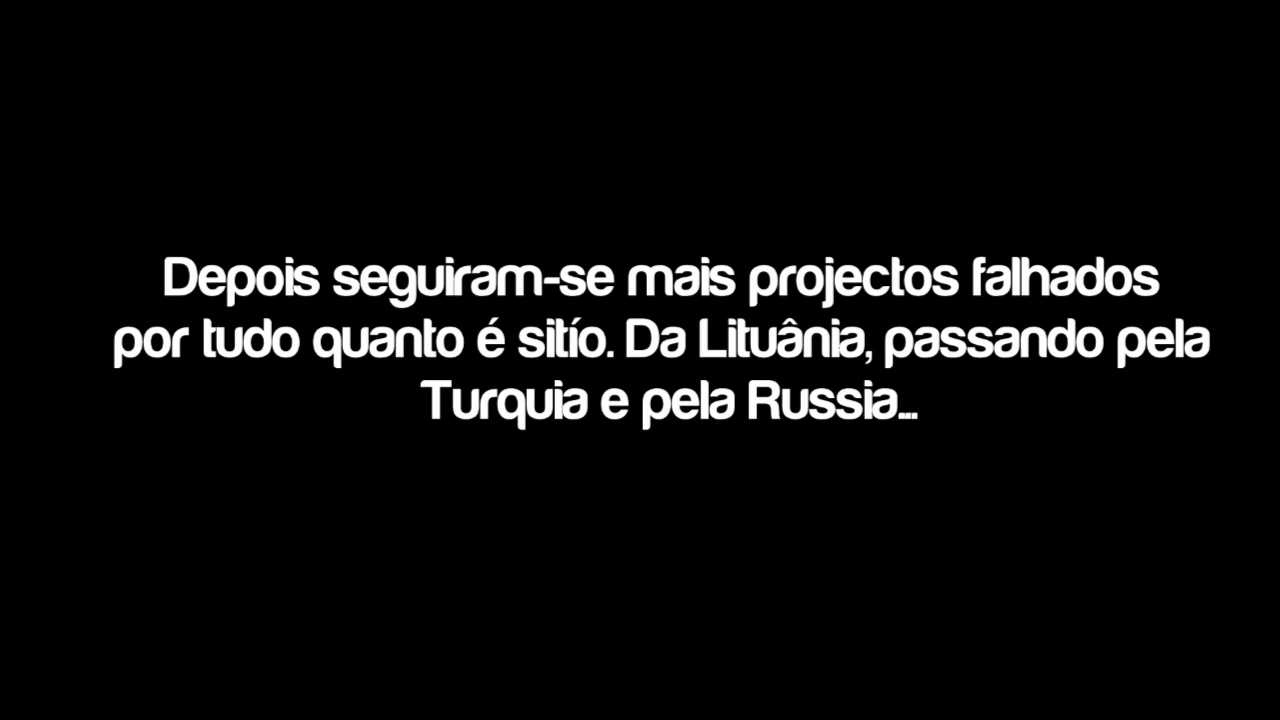 Depois seguiram-se mais projectos falhados
por tudo quanto é sitío. Da Lituânia, passando pela
Turquia e pela Russia...